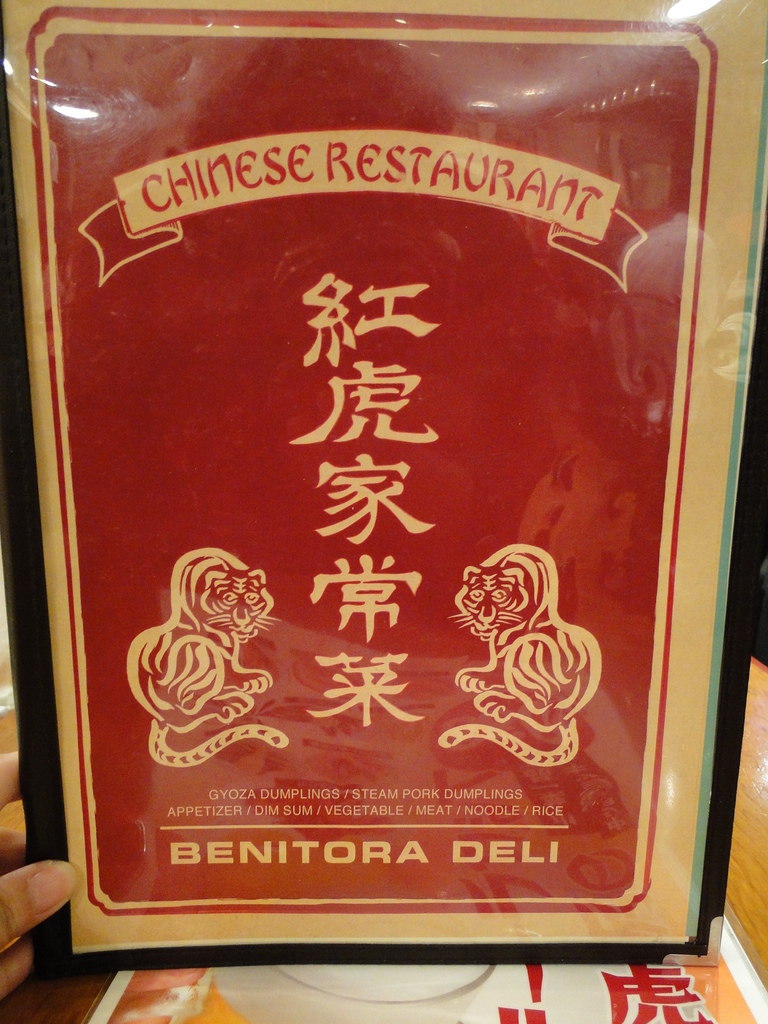 CHINESE RESTAURANT
紅虎家常菜
GYOZA DUMPLINGS / STEAM PORK DUMPLINGS
APPETIZER / DIM SUM / VEGETABLE / MEAT / NOODLE / RICE
BENITORA DELI
虎